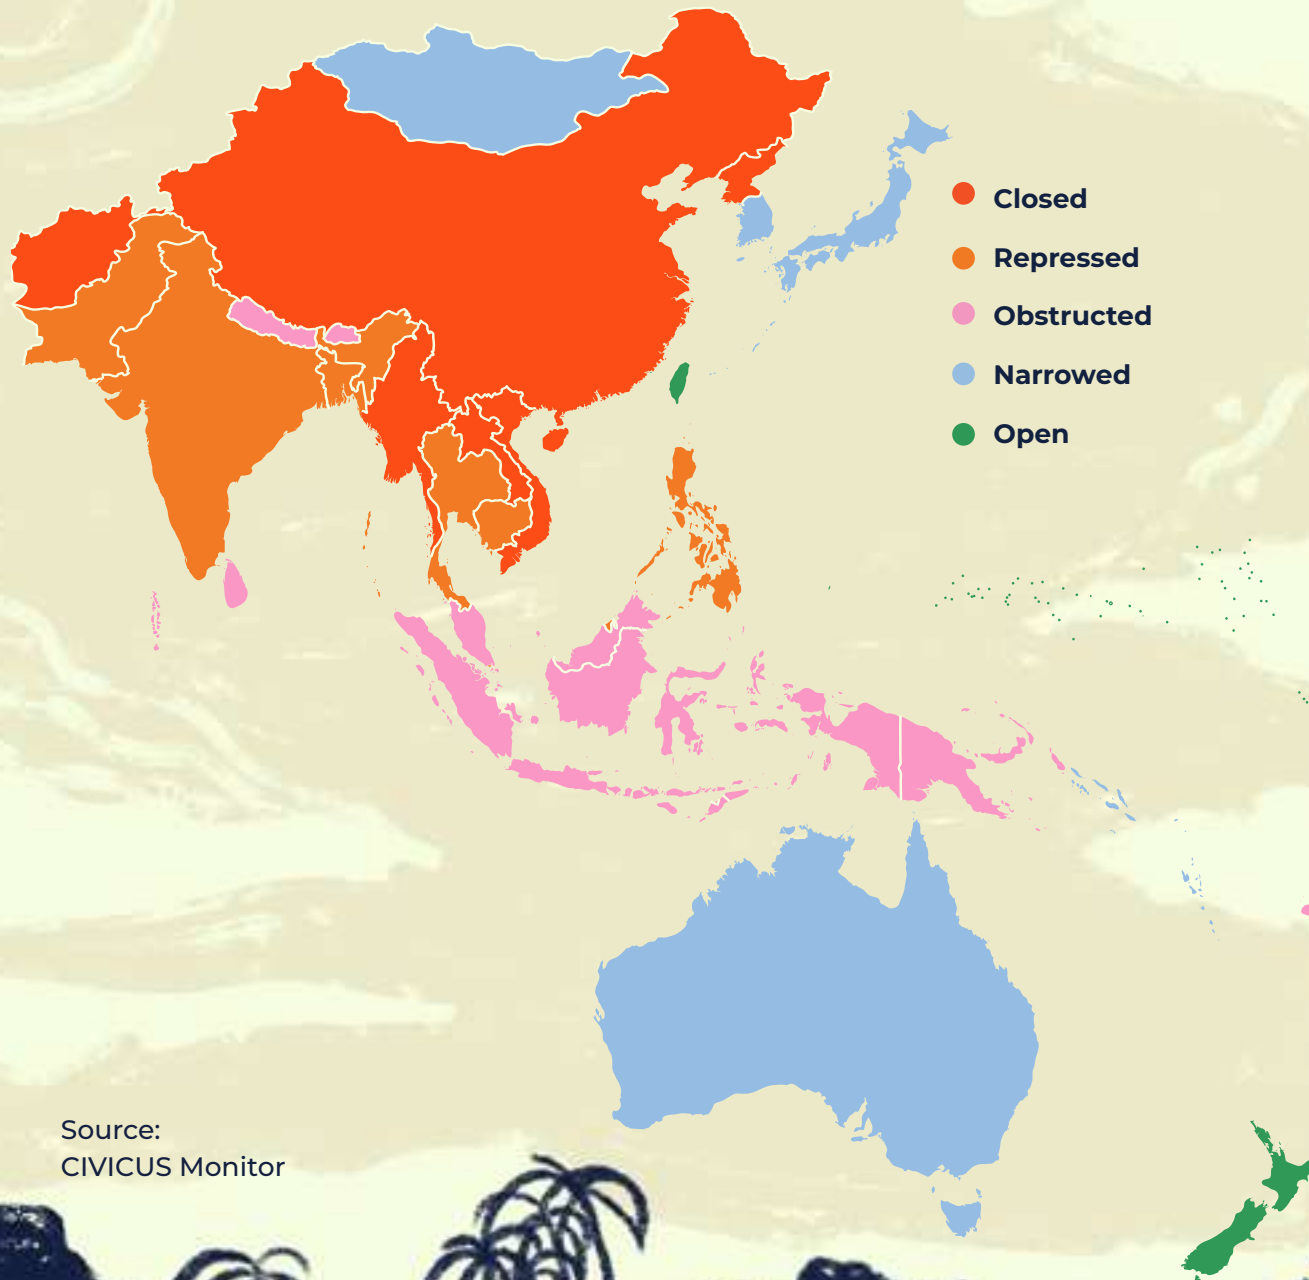 Closed
Repressed
Obstructed
Narrowed
Open
Source:
CIVICUS Monitor